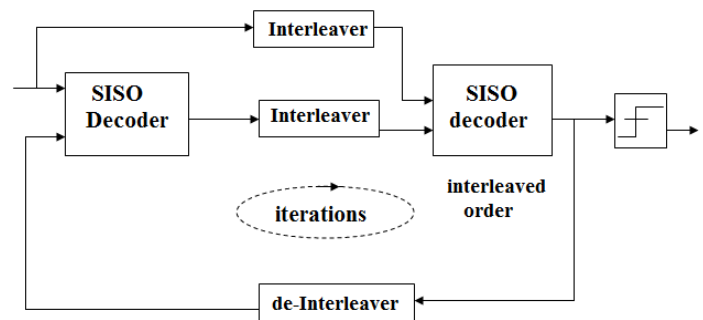 Interleaver
SISO
Decoder
Interleaver
SISO
decoder
interleaved
order
iterations
de-Interleaver